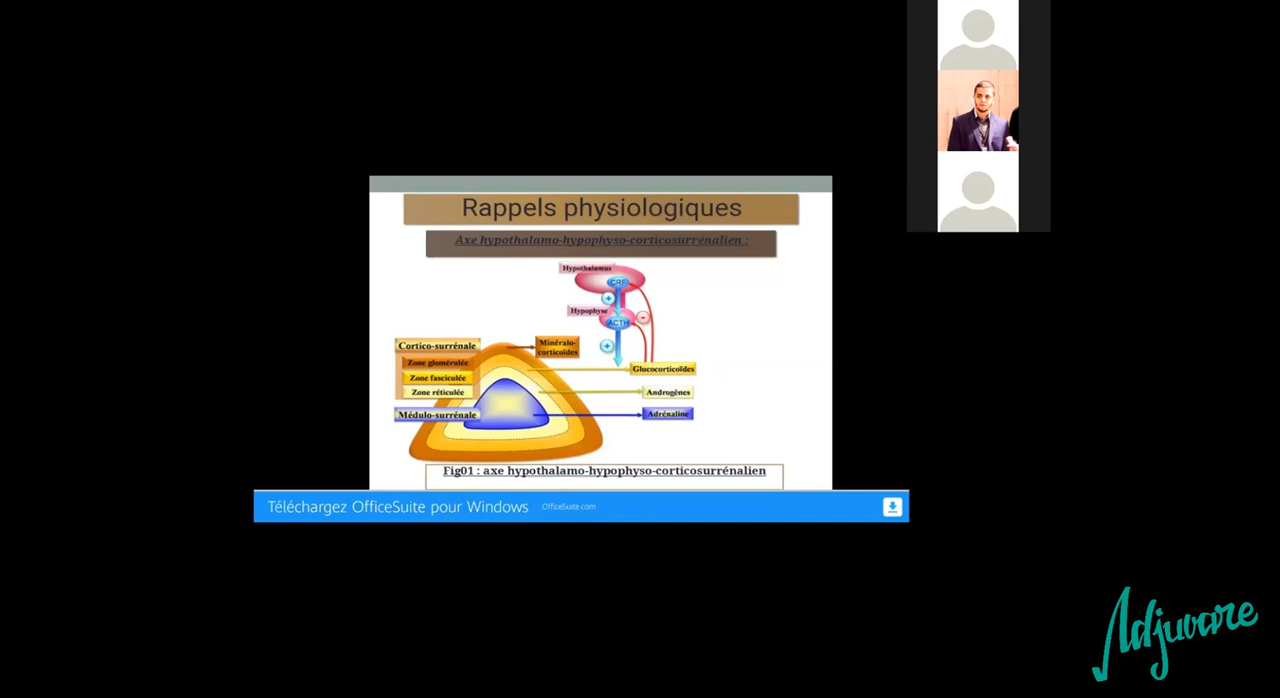 Rappels physiologiques
Axe hypothalamo-hypophyso-corticosurrénalien :
Hypothalamus
CRF
+
Hypophyse
-
ACTH
+
Cortico-surrénale
Minéralo-
corticoïdes
Zone glomérulée
Glucocorticoïdes
Zone fasciculée
Zone réticulée
Androgènes
Médulo-surrénale
Adrénaline
Fig01 : axe hypothalamo-hypophyso-corticosurrénalien
Téléchargez OfficeSuite pour Windows OfficeSuite.com
Adjuvare